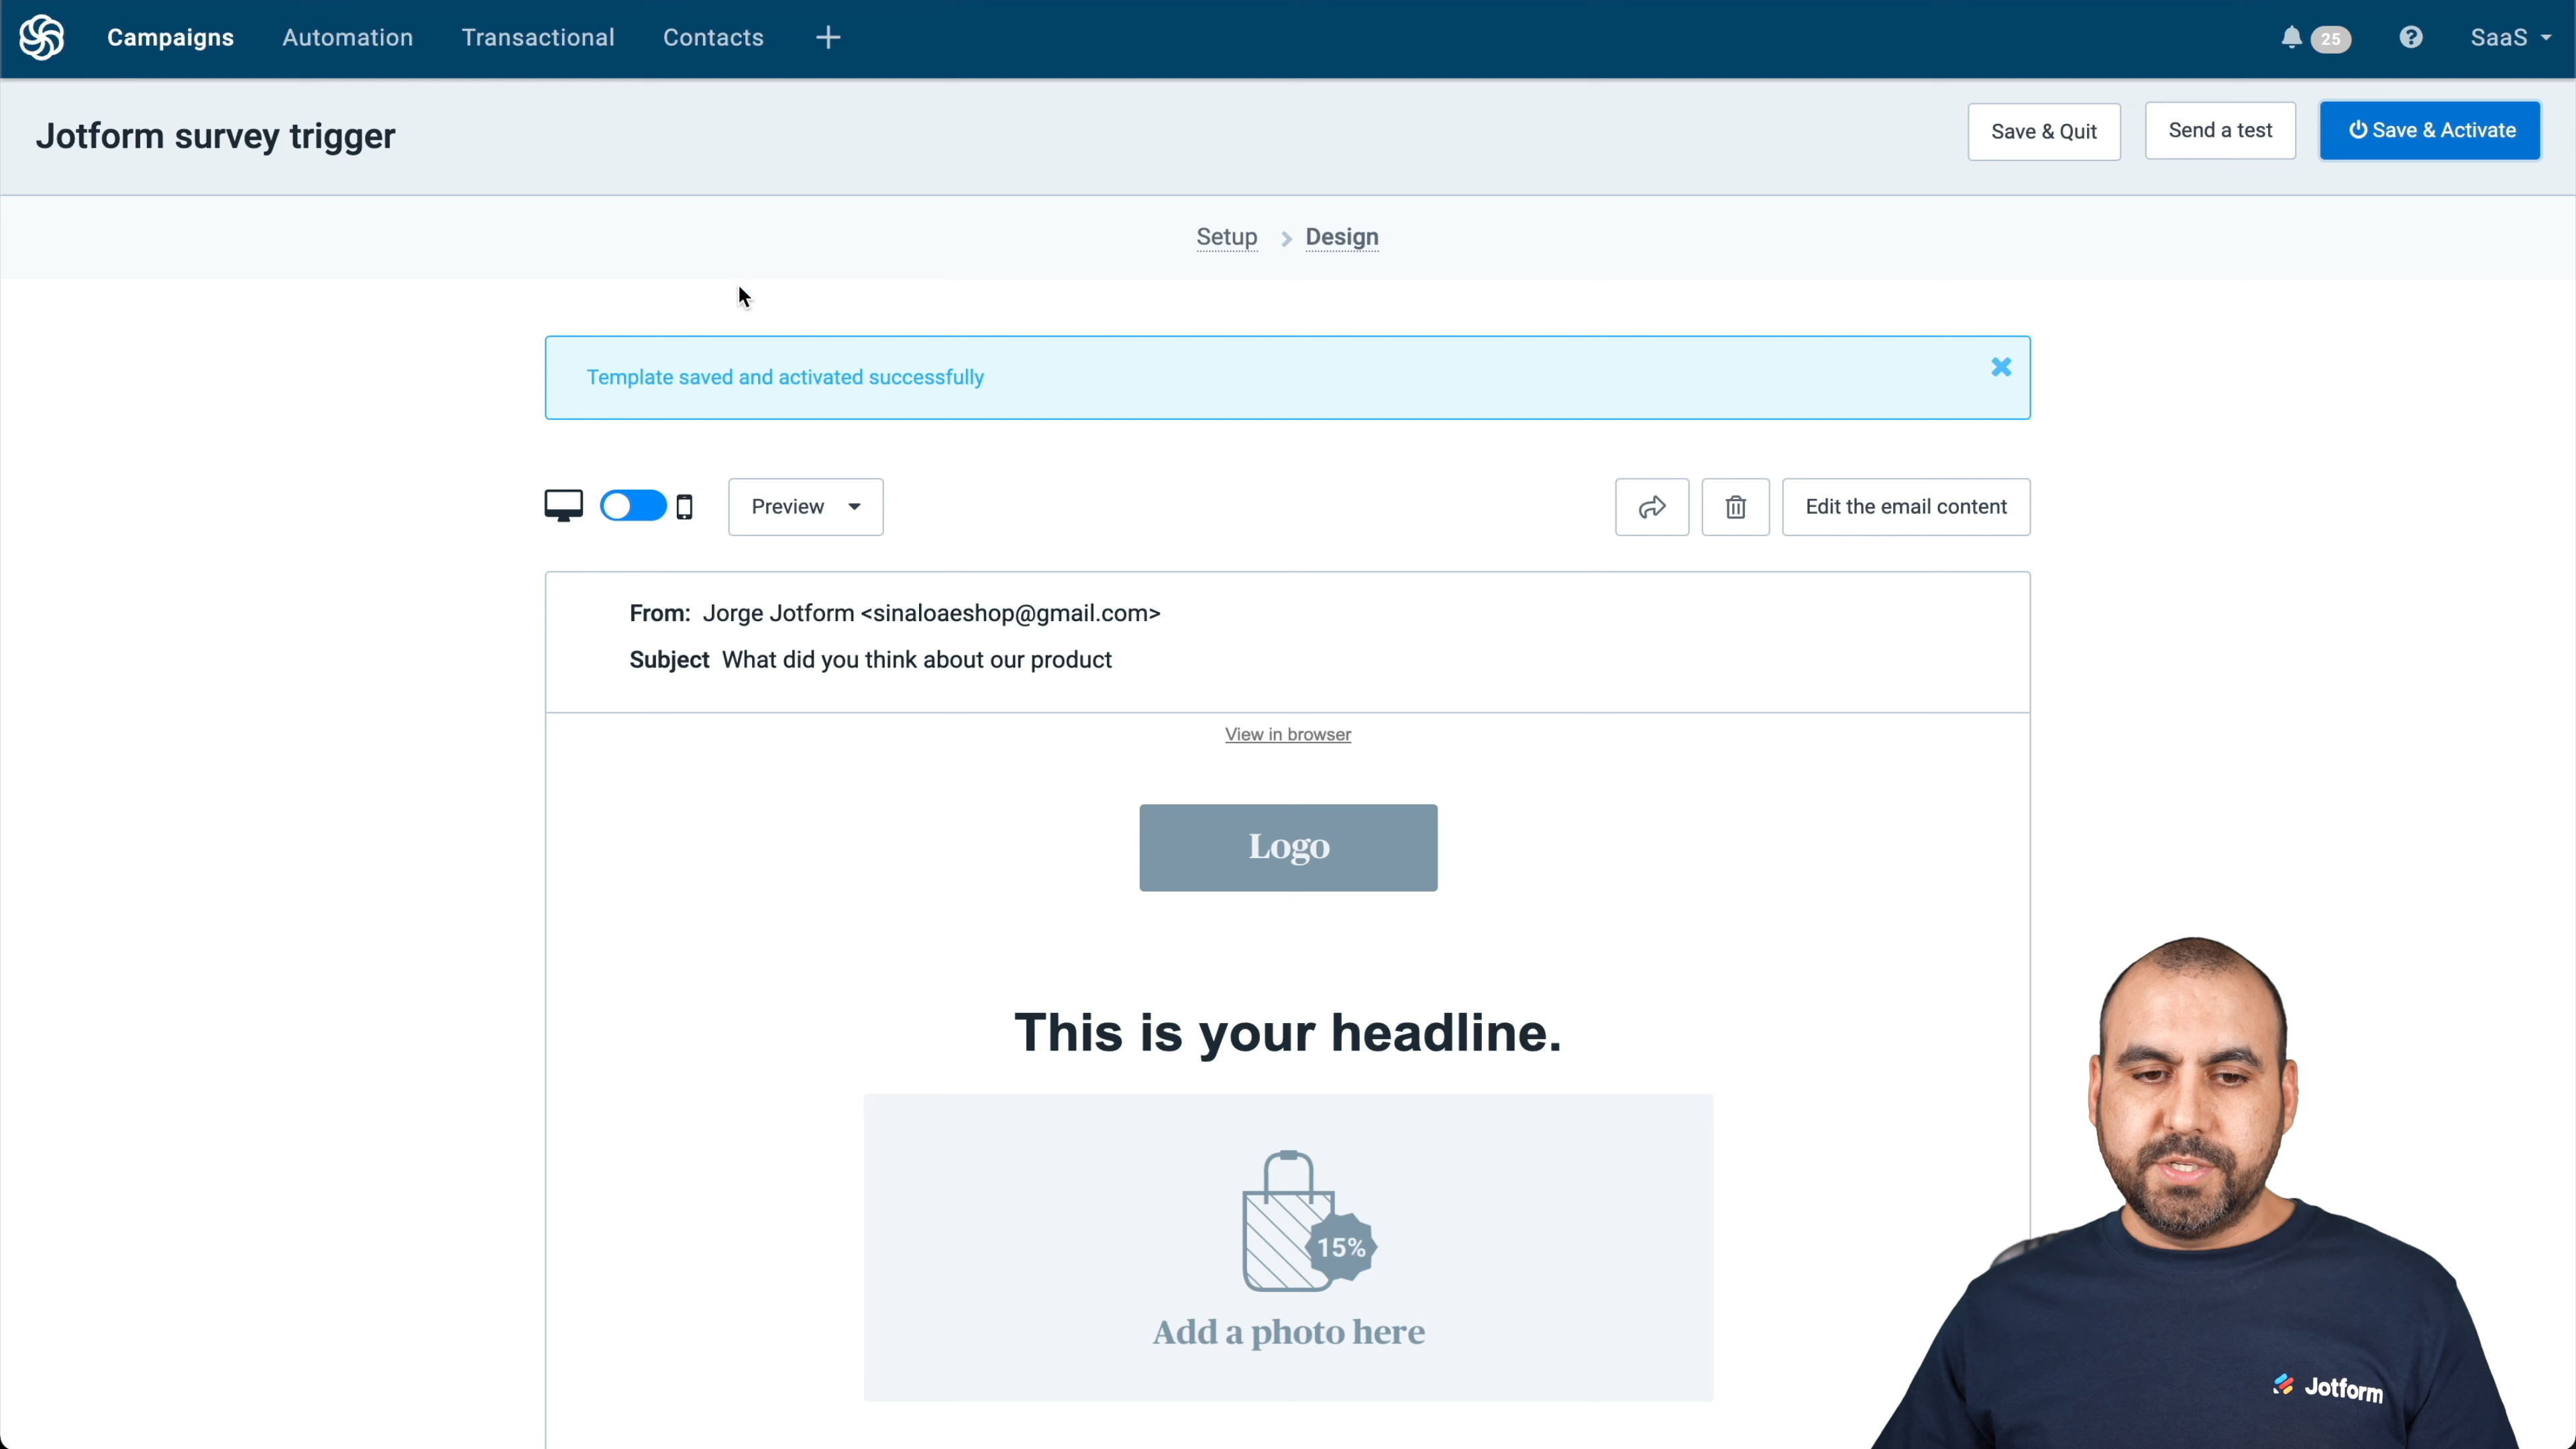 Campaigns Automation Transactional Contacts + 25 ? SaaS
Jotform survey trigger
Save & Quit Send a test Save & Activate
Setup Design
Template saved and activated successfully
Preview Edit the email content
From: Jorge Jotform <sinaloaeshop@gmail.com>
Subject What did you think about our product
View in browser
Logo
This is your headline.
15%
Add a photo here
Jotform